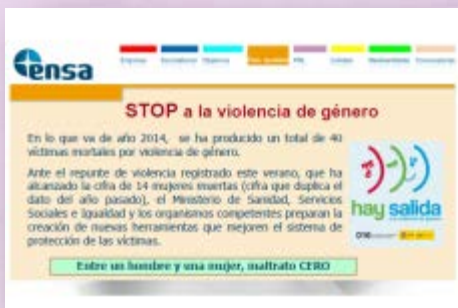 ensa
Empresa
STOP a la violencia de género
En lo que va de año 2014, se ha producido un total de 40
víctimas mortales por violencia de género.
Ante el repunte de violencia registrado este verano, que ha
alcanzado la cifra de 14 mujeres muertas (cifra que duplica el
dato del año pasado), el Ministerio de Sanidad, Servicios
Sociales e Igualdad y los organismos competentes preparan la
creación de nuevas herramientas que mejoren el sistema de
protección de las víctimas.
hay salida
016
Entre un hombre y una mujer, maltrato CERO